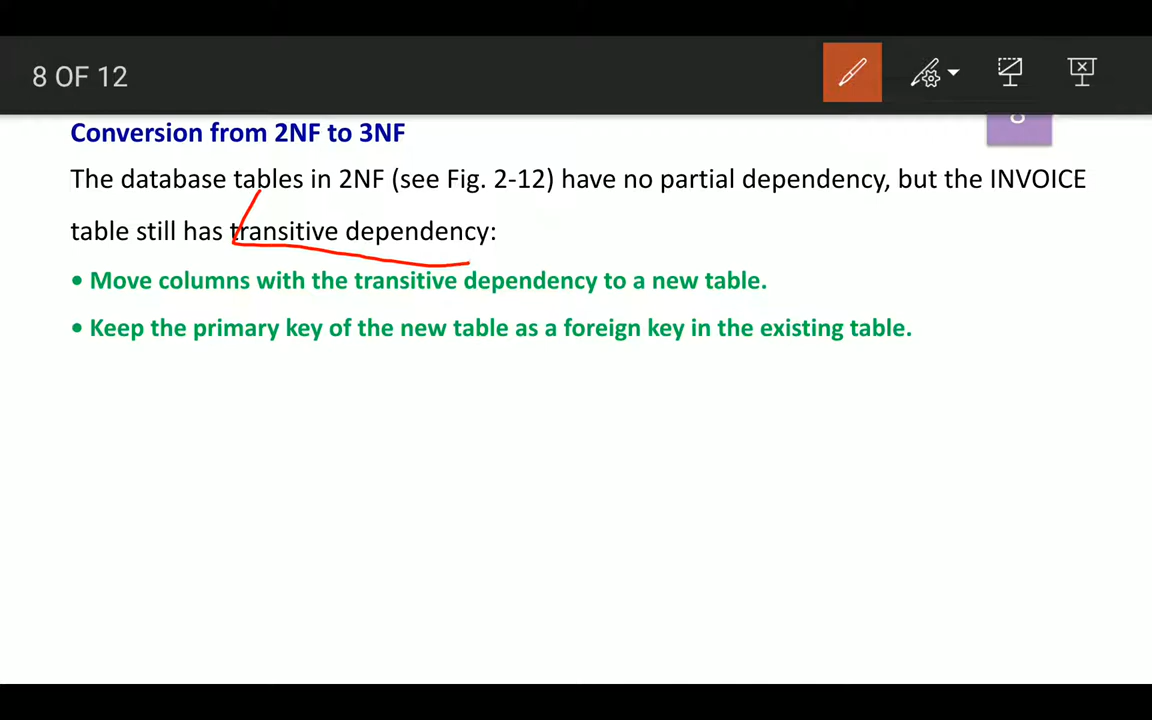 8 OF 12
Conversion from 2NF to 3NF
The database tables in 2NF (see Fig. 2-12) have no partial dependency, but the INVOICE
table still has transitive dependency:
• Move columns with the transitive dependency to a new table.
• Keep the primary key of the new table as a foreign key in the existing table.